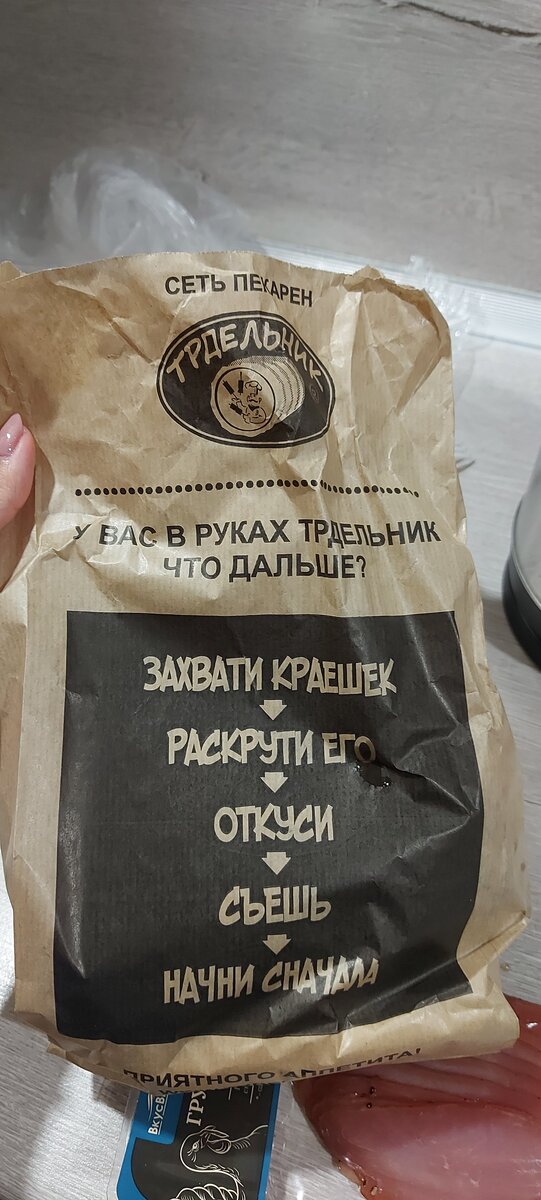 СЕТЬ ПЕКАРЕН
ТРДЕЛЬНИК
У ВАС В РУКАХ ТРДЕЛЬНИК
ЧТО ДАЛЬШЕ?
ЗАХВАТИ КРАЕШЕК
РАСКРУТИ ЕГО
ОТКУСИ
СЪЕШЬ
НАЧНИ СНАЧАЛА
ПРИЯТНОГО АППЕТИТА!